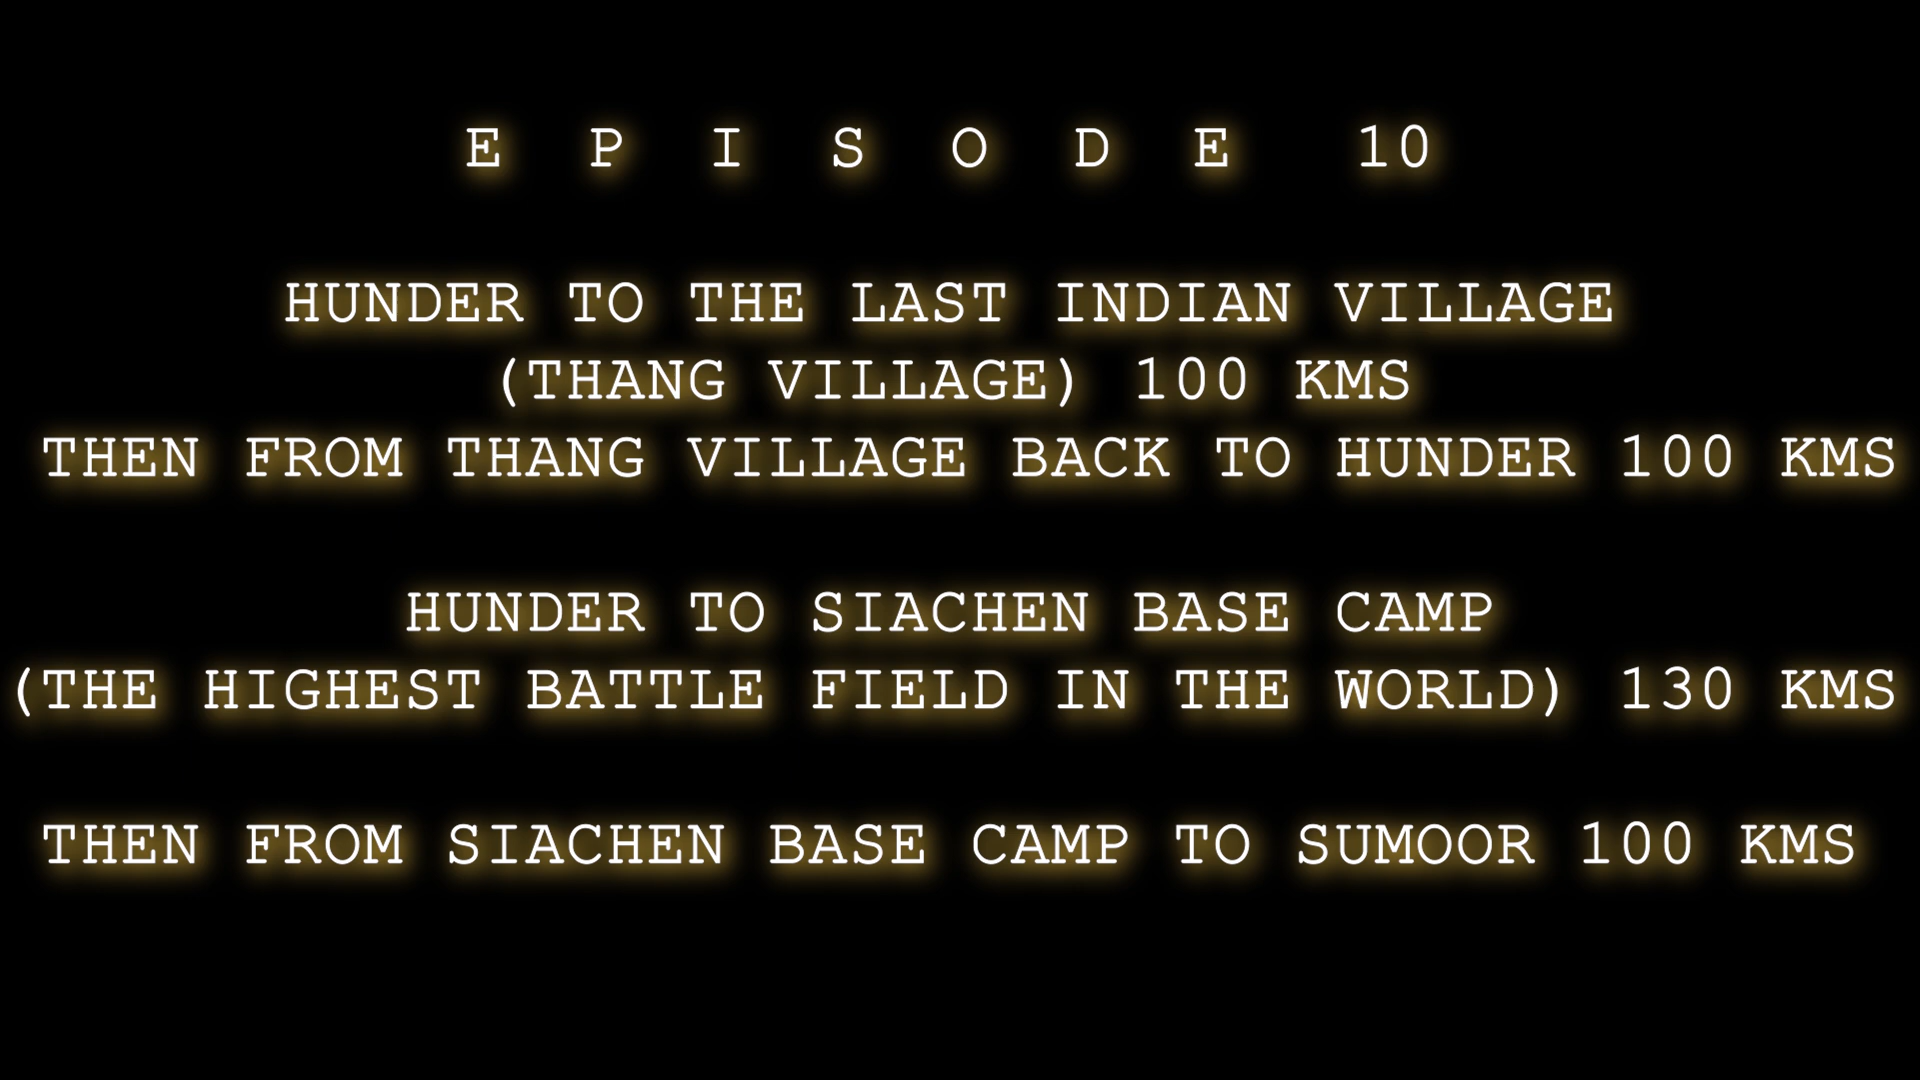 E P I S O D E 10
HUNDER TO THE LAST INDIAN VILLAGE
(THANG VILLAGE) 100 KMS
THEN FROM THANG VILLAGE BACK TO HUNDER 100 KMS
HUNDER TO SIACHEN BASE CAMP
(THE HIGHEST BATTLE FIELD IN THE WORLD) 130 KMS
THEN FROM SIACHEN BASE CAMP TO SUMOOR 100 KMS